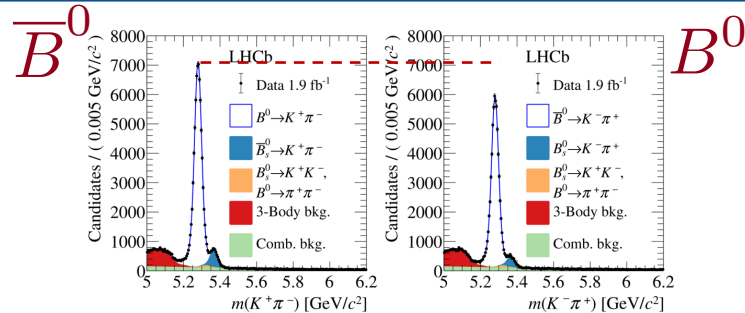 B̅⁰
Candidates / ( 0.005 GeV/c² )
8000
7000
6000
5000
4000
3000
2000
1000
0
LHCb
Data 1.9 fb⁻¹
B⁰→K⁺π⁻
B̅⁰ₛ→K⁺π⁻
B⁰ₛ→K⁺K⁻,
B⁰→π⁺π⁻
3-Body bkg.
Comb. bkg.
5 5.2 5.4 5.6 5.8 6 6.2
m(K⁺π⁻) [GeV/c²]
Candidates / ( 0.005 GeV/c² )
8000
7000
6000
5000
4000
3000
2000
1000
0
LHCb
Data 1.9 fb⁻¹
B̅⁰→K⁻π⁺
B⁰ₛ→K⁻π⁺
B⁰ₛ→K⁺K⁻,
B⁰→π⁺π⁻
3-Body bkg.
Comb. bkg.
5 5.2 5.4 5.6 5.8 6 6.2
m(K⁻π⁺) [GeV/c²]
B⁰